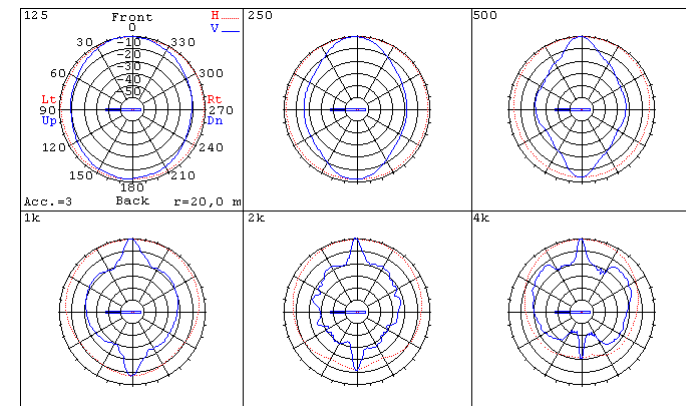 125 Front H
0 V
30 -10 330
-20
60 -30 300
-40
-50
Lt Rt
90 270
Up Dn
120 240
150 210
180
Acc.=3 Back r=20,0 m
250
500
1k
2k
4k